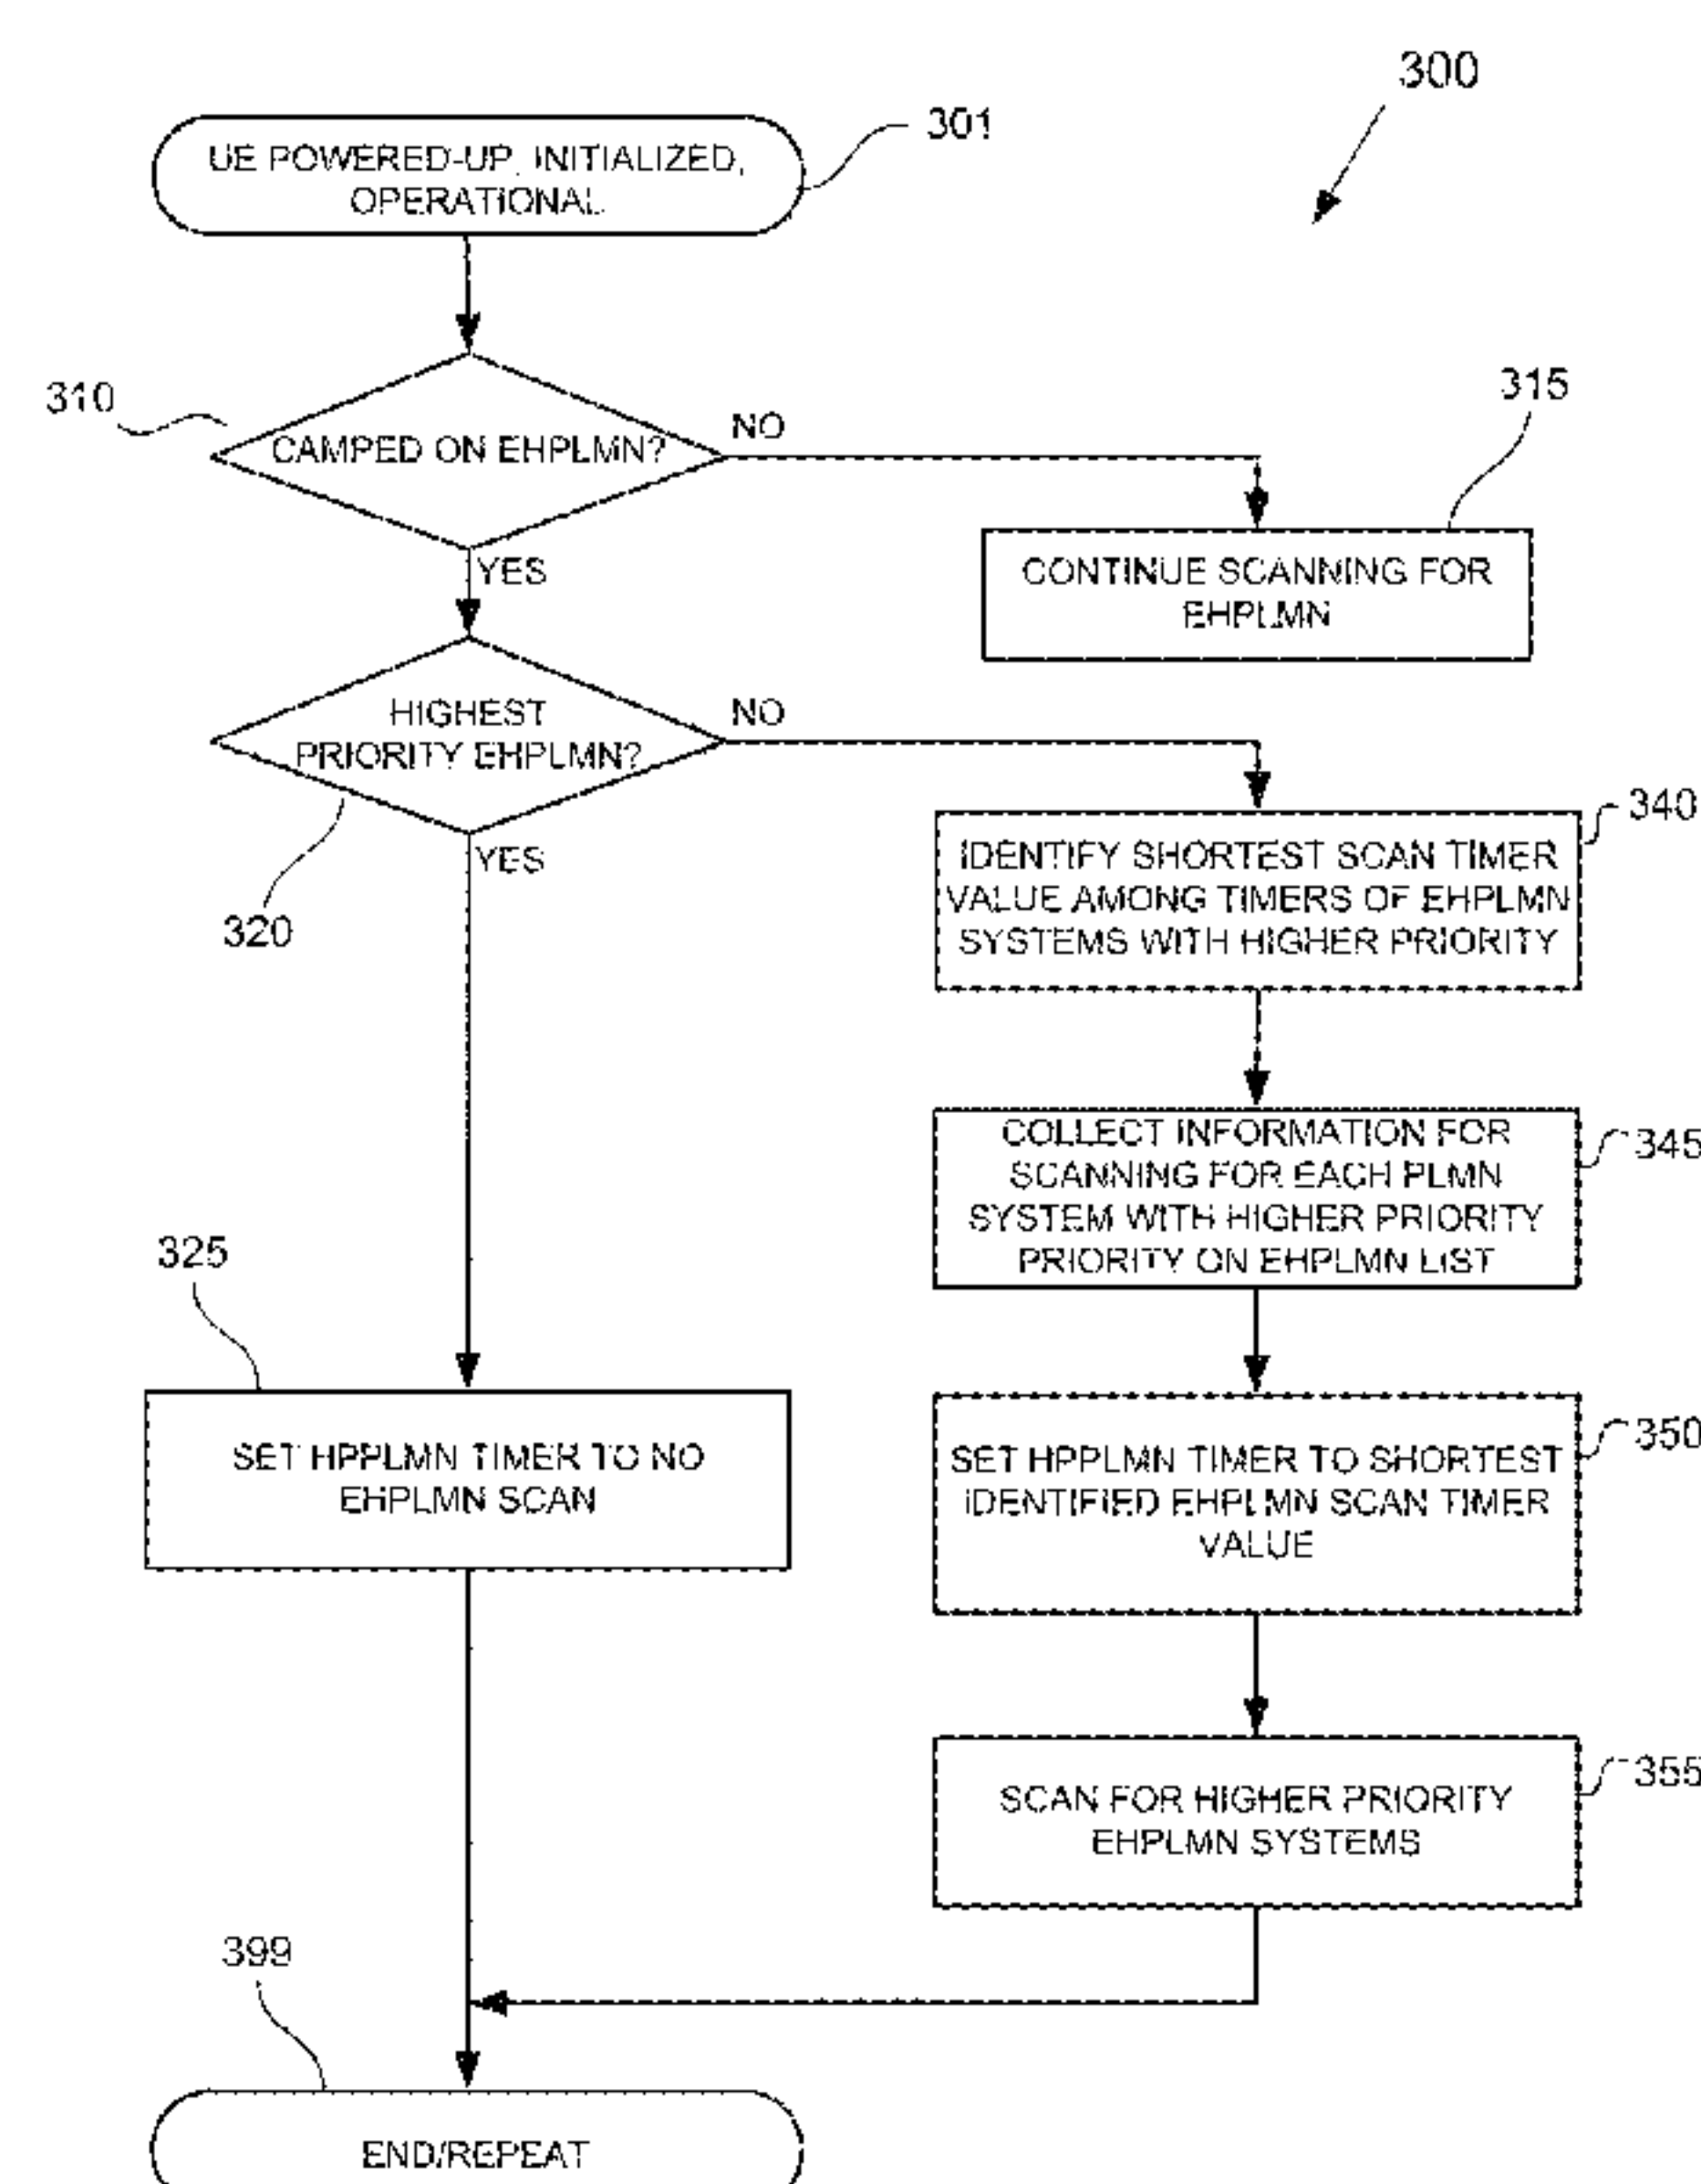 300
301
UE POWERED-UP, INITIALIZED,
OPERATIONAL
310
CAMPED ON EHPLMN?
NO
315
YES
CONTINUE SCANNING FOR
EHPLMN
HIGHEST
PRIORITY EHPLMN?
NO
320
YES
340
IDENTIFY SHORTEST SCAN TIMER
VALUE AMONG TIMERS OF EHPLMN
SYSTEMS WITH HIGHER PRIORITY
345
COLLECT INFORMATION FOR
SCANNING FOR EACH PLMN
SYSTEM WITH HIGHER PRIORITY
PRIORITY ON EHPLMN LIST
325
SET HPPLMN TIMER TO NO
EHPLMN SCAN
350
SET HPPLMN TIMER TO SHORTEST
IDENTIFIED EHPLMN SCAN TIMER
VALUE
355
SCAN FOR HIGHER PRIORITY
EHPLMN SYSTEMS
399
END/REPEAT